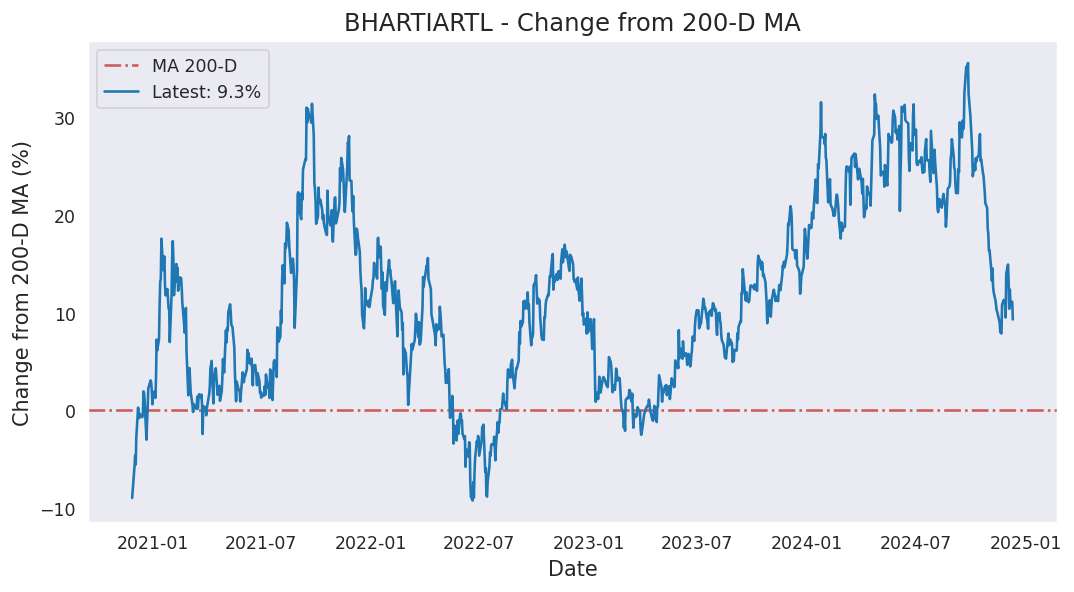 BHARTIARTL - Change from 200-D MA
MA 200-D
Latest: 9.3%
Change from 200-D MA (%)
30
20
10
0
−10
2021-01 2021-07 2022-01 2022-07 2023-01 2023-07 2024-01 2024-07 2025-01
Date